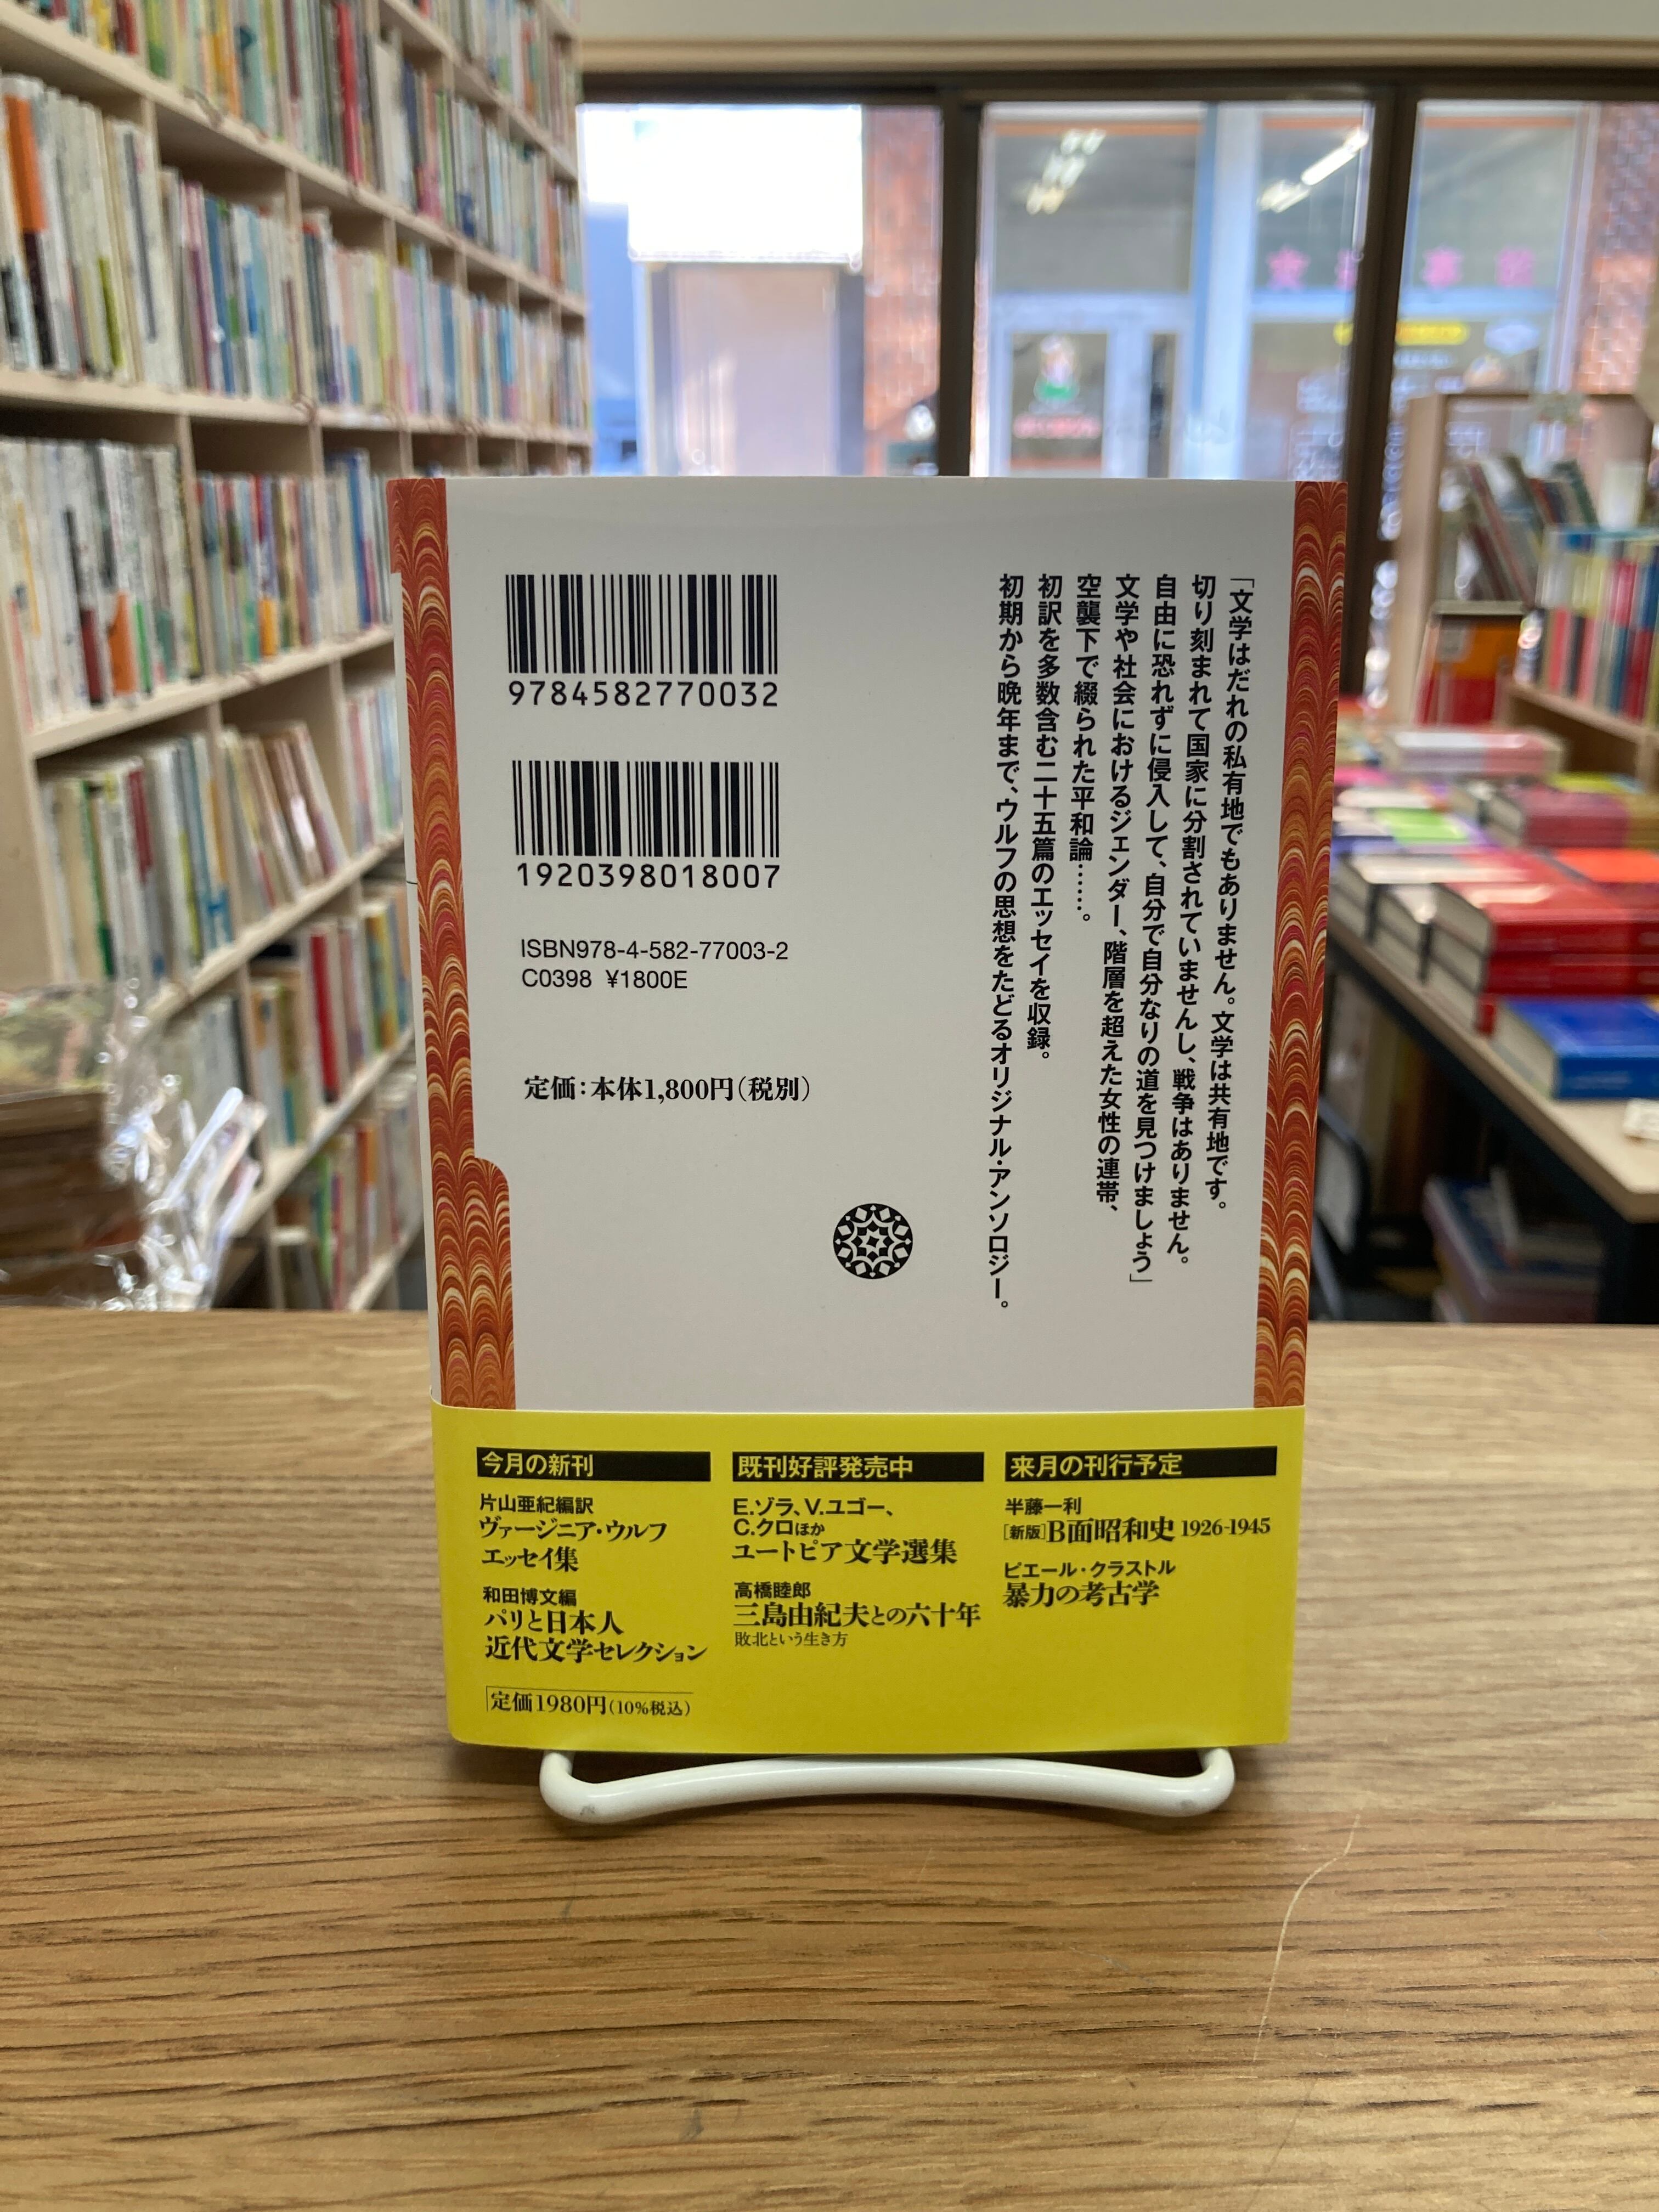 「文学はだれの私有地でもありません。文学は共有地です。
切り刻まれて国家に分割されていませんし、戦争はありません。
自由に恐れずに侵入して、自分で自分なりの道を見つけましょう」
文学や社会におけるジェンダー、階層を超えた女性の連帯、
空襲下で綴られた平和論……。
初訳を多数含む二十五篇のエッセイを収録。
初期から晩年まで、ウルフの思想をたどるオリジナル・アンソロジー。
9784582770032
1920398018007
ISBN978-4-582-77003-2
C0398 ¥1800E
定価：本体1,800円（税別）
今月の新刊
片山亜紀編訳
ヴァージニア・ウルフ
エッセイ集
和田博文編
パリと日本人
近代文学セレクション
定価1980円（10％税込）
既刊好評発売中
E.ゾラ、V.ユゴー、
C.クロほか
ユートピア文学選集
高橋睦郎
三島由紀夫との六十年
敗北という生き方
来月の刊行予定
半藤一利
［新版］B面昭和史 1926-1945
ピエール・クラストル
暴力の考古学